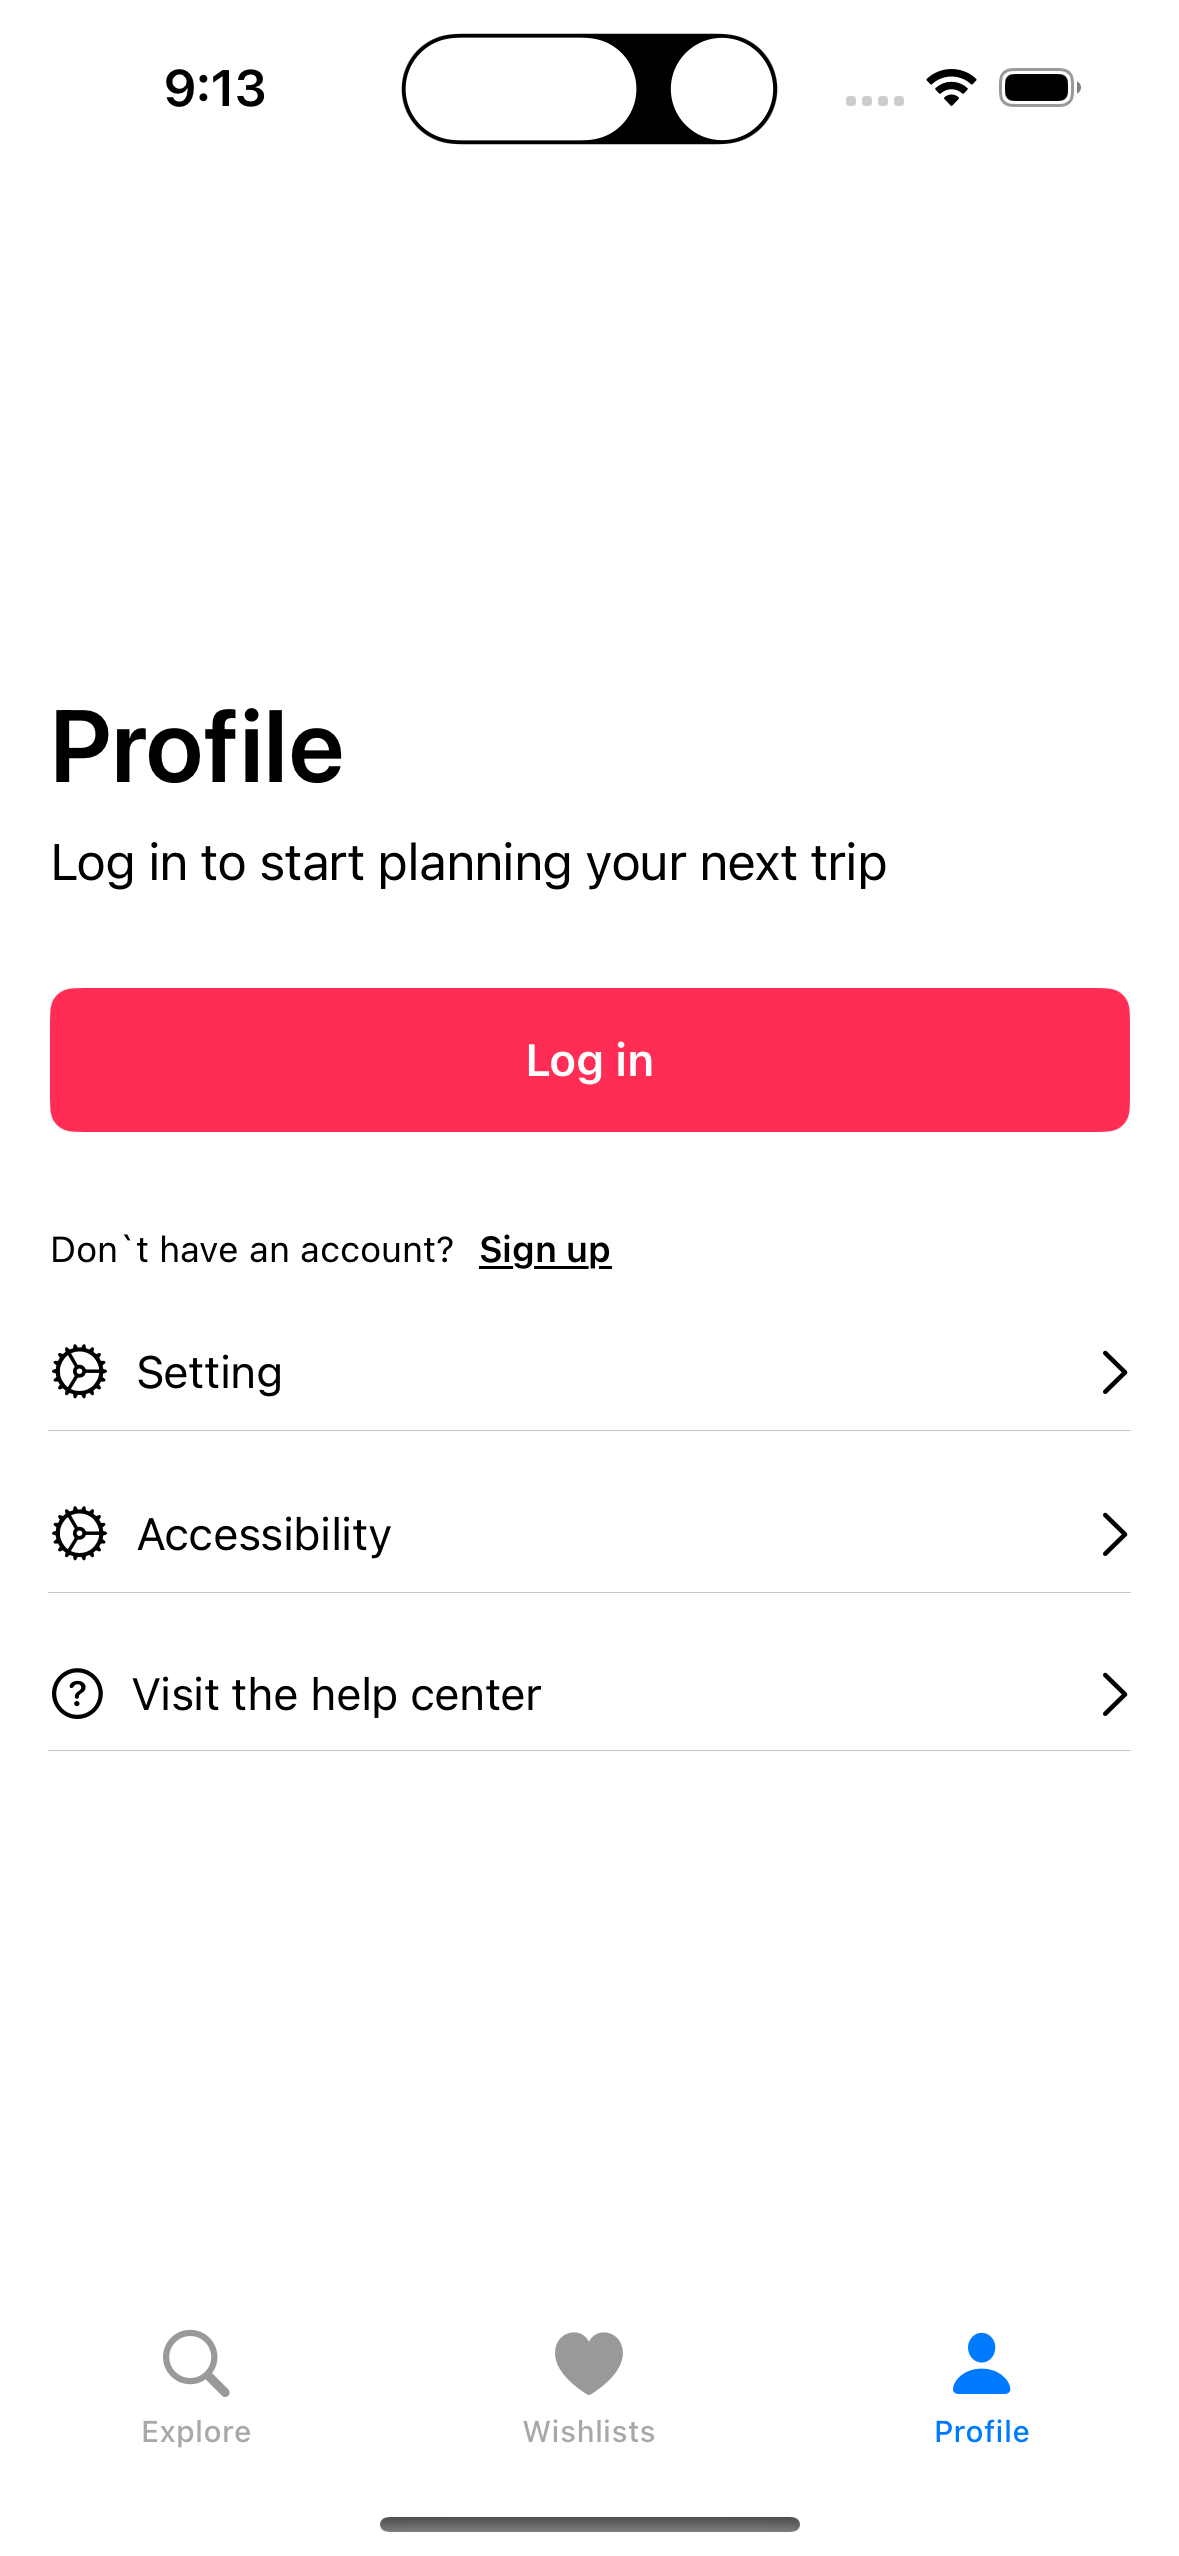 9:13
Profile
Log in to start planning your next trip
Log in
Don`t have an account? Sign up
Setting
Accessibility
Visit the help center
Explore
Wishlists
Profile